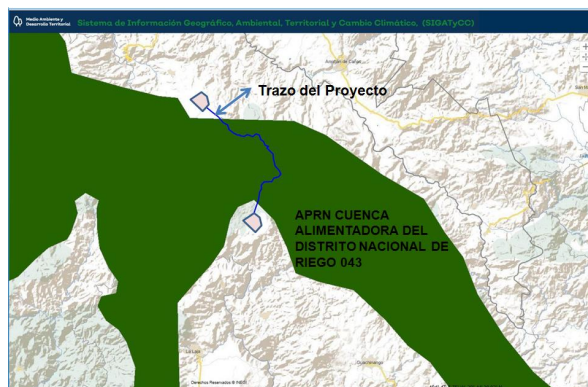 Medio Ambiente y
Desarrollo Territorial
Sistema de Información Geográfico, Ambiental, Territorial y Cambio Climático, (SIGATyCC)
Trazo del Proyecto
APRN CUENCA
ALIMENTADORA DEL
DISTRITO NACIONAL DE
RIEGO 043
Derechos Reservados © INEGI